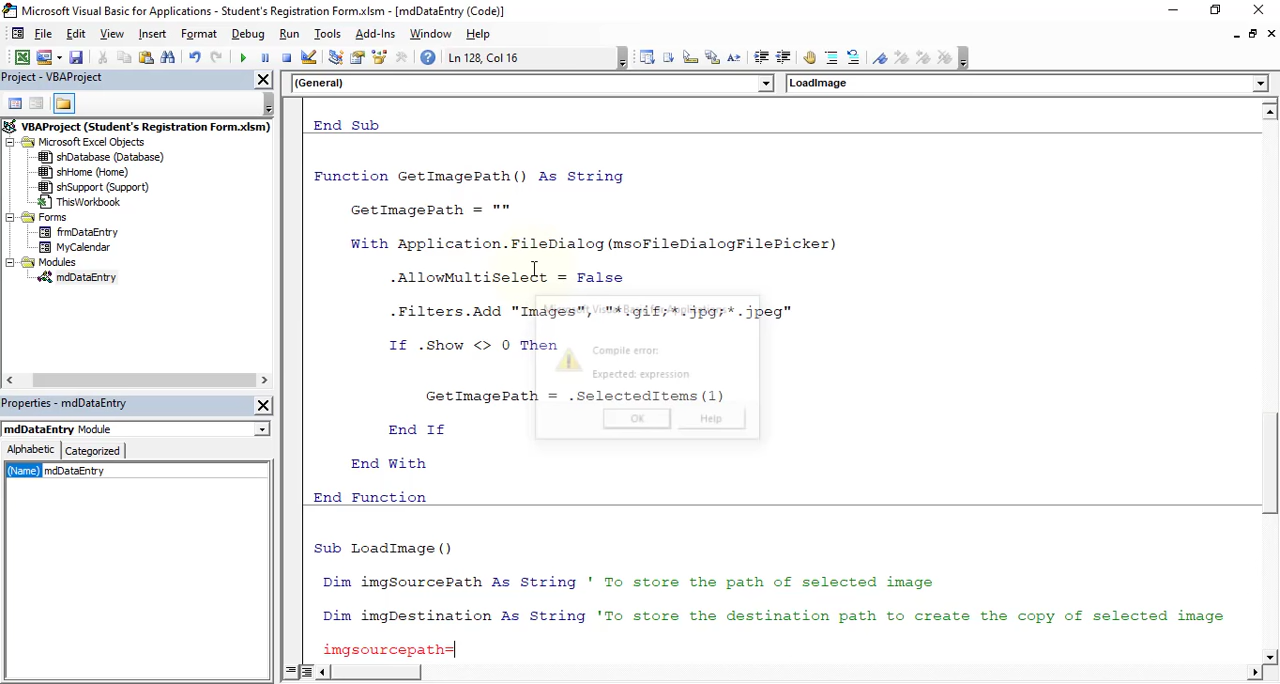 Microsoft Visual Basic for Applications - Student's Registration Form.xlsm - [mdDataEntry (Code)]
File Edit View Insert Format Debug Run Tools Add-Ins Window Help
Ln 128, Col 16
Project - VBAProject
(General)
LoadImage
VBAProject (Student's Registration Form.xlsm)
Microsoft Excel Objects
shDatabase (Database)
shHome (Home)
shSupport (Support)
ThisWorkbook
Forms
frmDataEntry
MyCalendar
Modules
mdDataEntry
Properties - mdDataEntry
mdDataEntry Module
Alphabetic Categorized
(Name) mdDataEntry
End Sub
Function GetImagePath() As String
GetImagePath = ""
With Application.FileDialog(msoFileDialogFilePicker)
.AllowMultiSelect = False
.Filters.Add "Images", "*.gif;*.jpg;*.jpeg"
If .Show <> 0 Then
GetImagePath = .SelectedItems(1)
End If
End With
End Function
Sub LoadImage()
Dim imgSourcePath As String ' To store the path of selected image
Dim imgDestination As String 'To store the destination path to create the copy of selected image
imgsourcepath=
Microsoft Visual Basic for Applications
Compile error:
Expected: expression
OK
Help